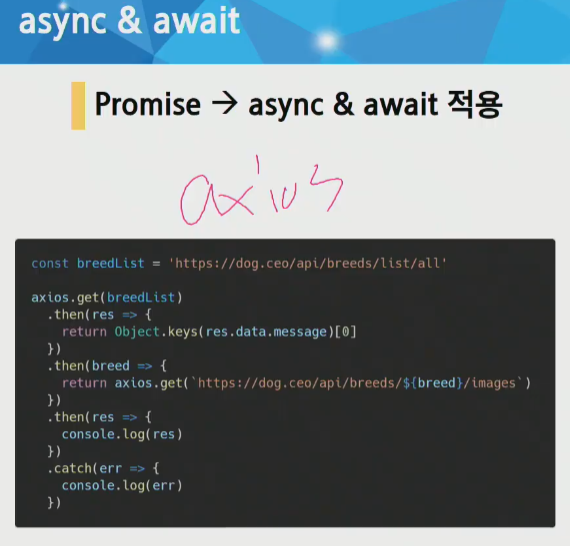 async & await
Promise → async & await 적용
axios
const breedList = 'https://dog.ceo/api/breeds/list/all'
axios.get(breedList)
.then(res => {
return Object.keys(res.data.message)[0]
})
.then(breed => {
return axios.get(`https://dog.ceo/api/breeds/${breed}/images`)
})
.then(res => {
console.log(res)
})
.catch(err => {
console.log(err)
})